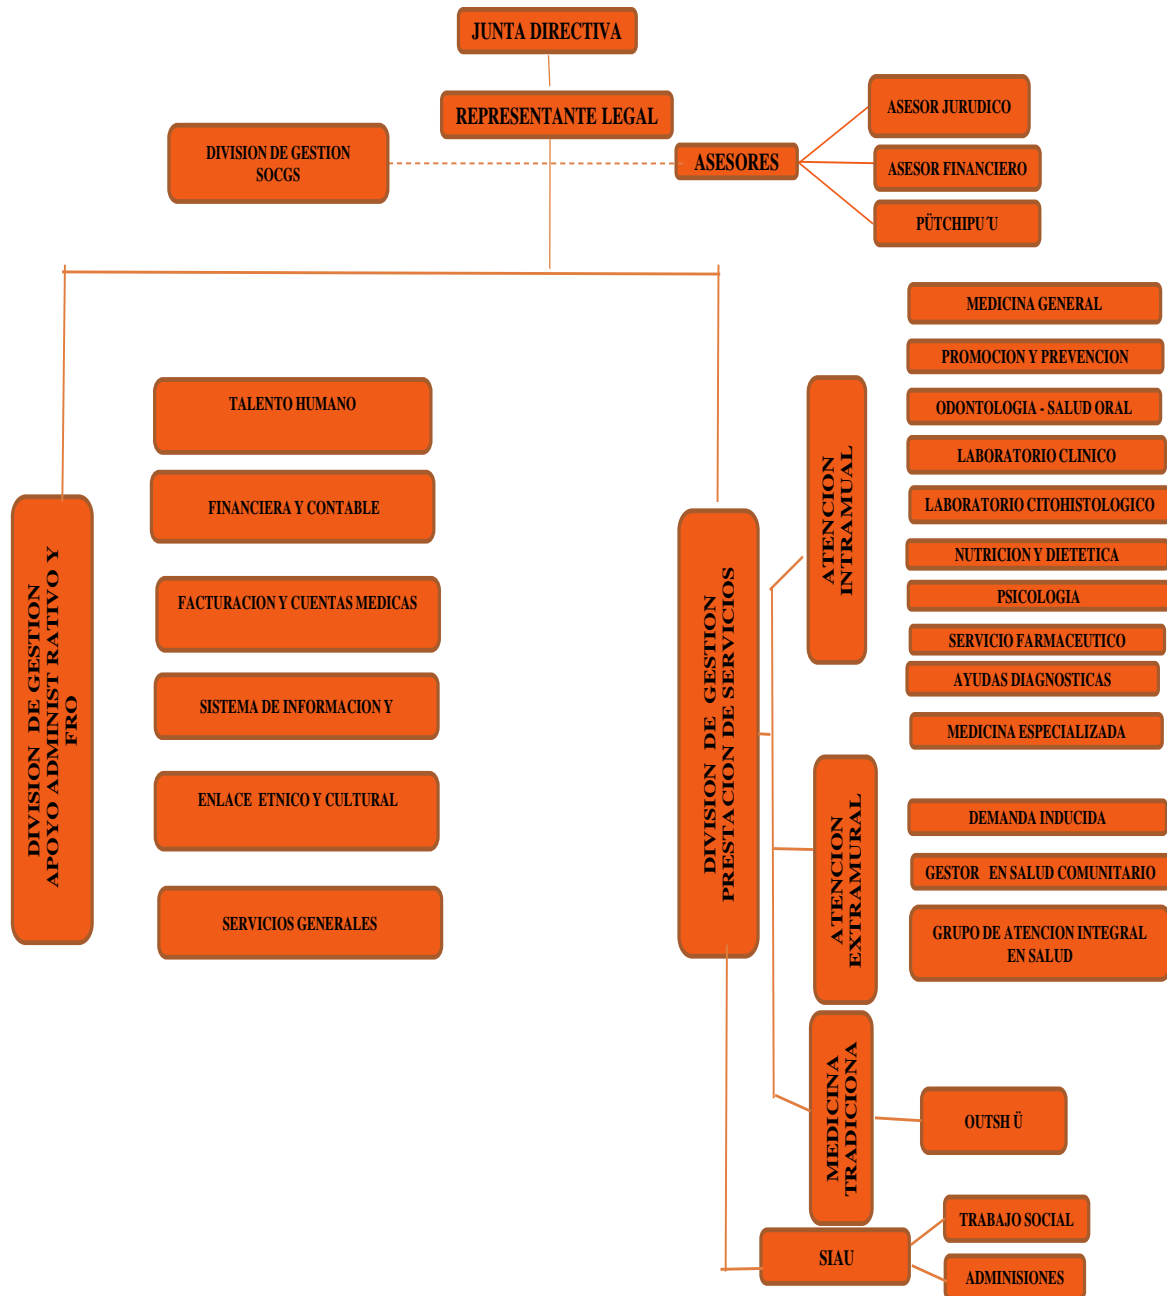 JUNTA DIRECTIVA
REPRESENTANTE LEGAL
DIVISION DE GESTION
SOCGS
ASESORES
ASESOR JURUDICO
ASESOR FINANCIERO
PÜTCHIPU´U
DIVISION DE GESTION
APOYO ADMINIST RATIVO Y
FRO
TALENTO HUMANO
FINANCIERA Y CONTABLE
FACTURACION Y CUENTAS MEDICAS
SISTEMA DE INFORMACION Y
ENLACE ETNICO Y CULTURAL
SERVICIOS GENERALES
DIVISION DE GESTION
PRESTACION DE SERVICIOS
ATENCION
INTRAMUAL
MEDICINA GENERAL
PROMOCION Y PREVENCION
ODONTOLOGIA - SALUD ORAL
LABORATORIO CLINICO
LABORATORIO CITOHISTOLOGICO
NUTRICION Y DIETETICA
PSICOLOGIA
SERVICIO FARMACEUTICO
AYUDAS DIAGNOSTICAS
MEDICINA ESPECIALIZADA
ATENCION
EXTRAMURAL
DEMANDA INDUCIDA
GESTOR EN SALUD COMUNITARIO
GRUPO DE ATENCION INTEGRAL
EN SALUD
MEDICINA
TRADICIONA
OUTSH Ü
SIAU
TRABAJO SOCIAL
ADMINISIONES